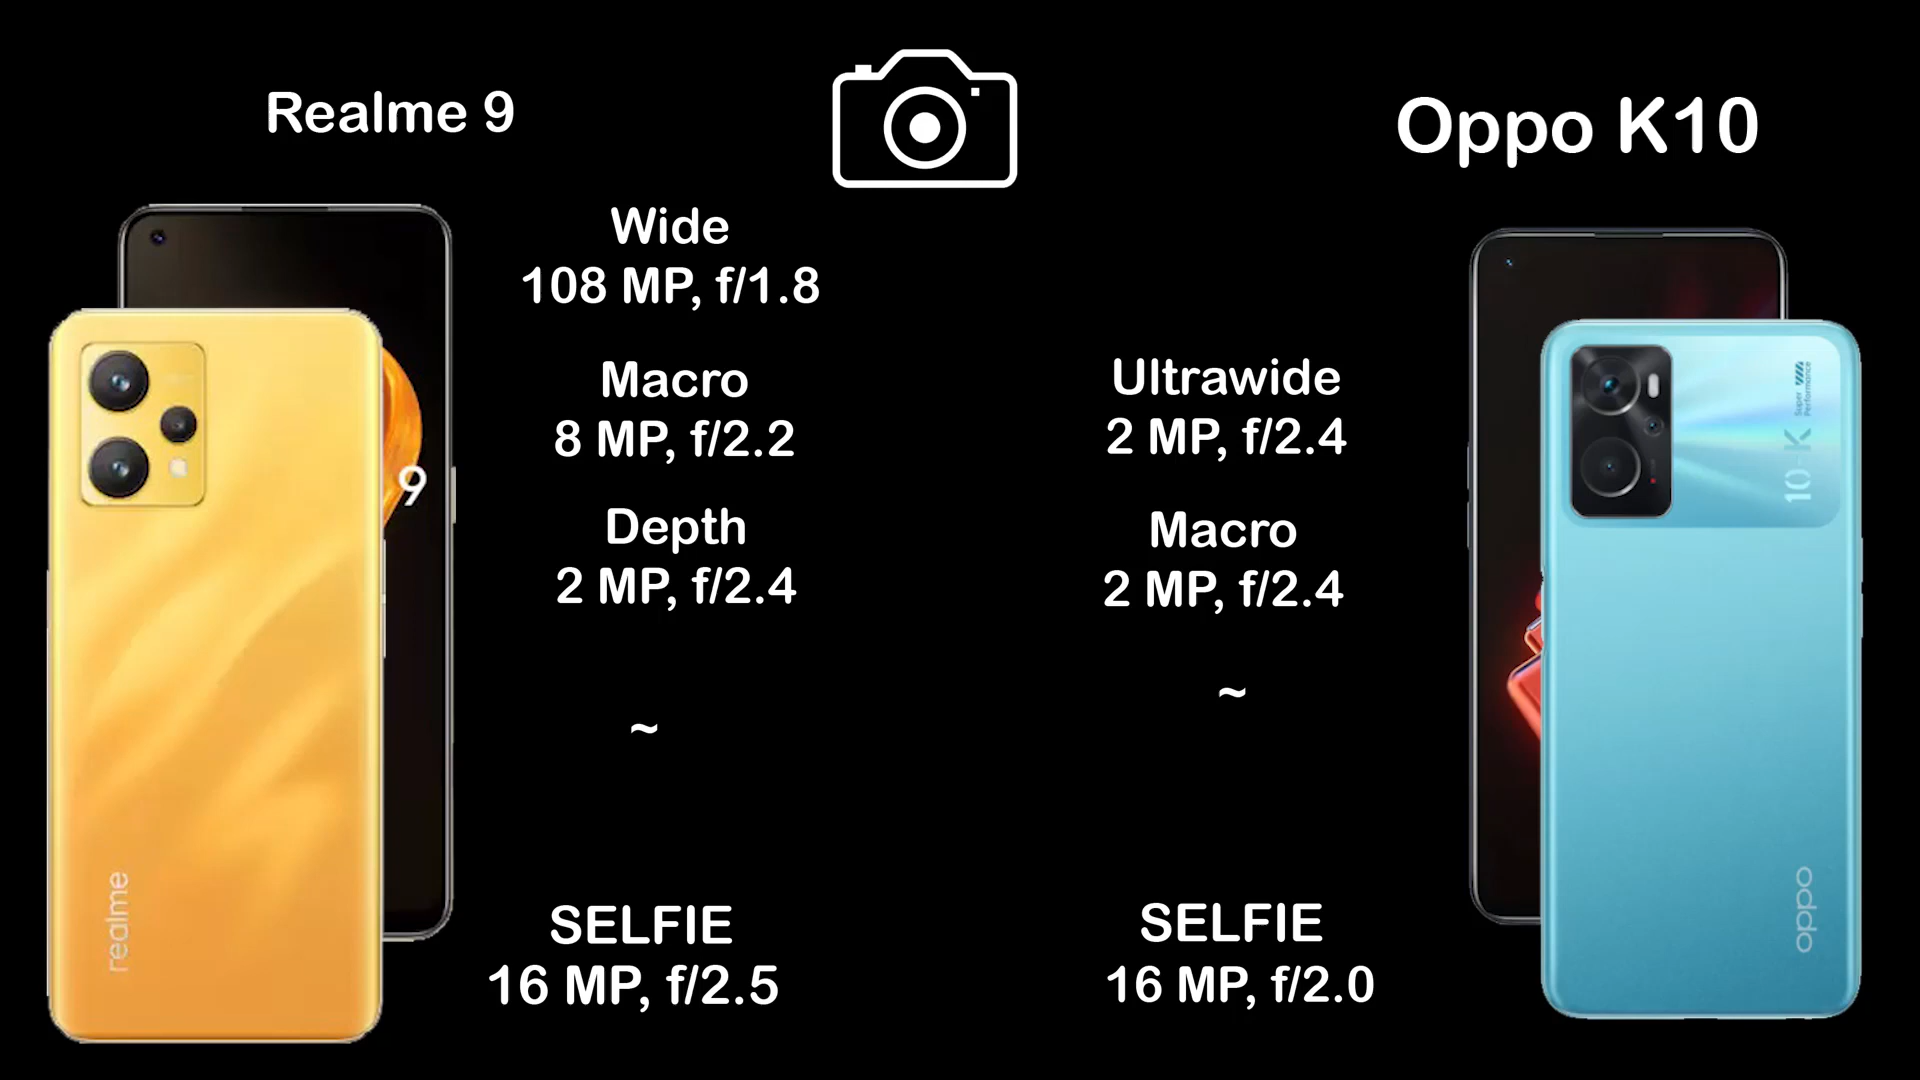 Realme 9
Oppo K10
Wide
108 MP, f/1.8
Macro
8 MP, f/2.2
Depth
2 MP, f/2.4
~
SELFIE
16 MP, f/2.5
Ultrawide
2 MP, f/2.4
Macro
2 MP, f/2.4
~
SELFIE
16 MP, f/2.0
9
realme
Super
Performance
10·K
oppo